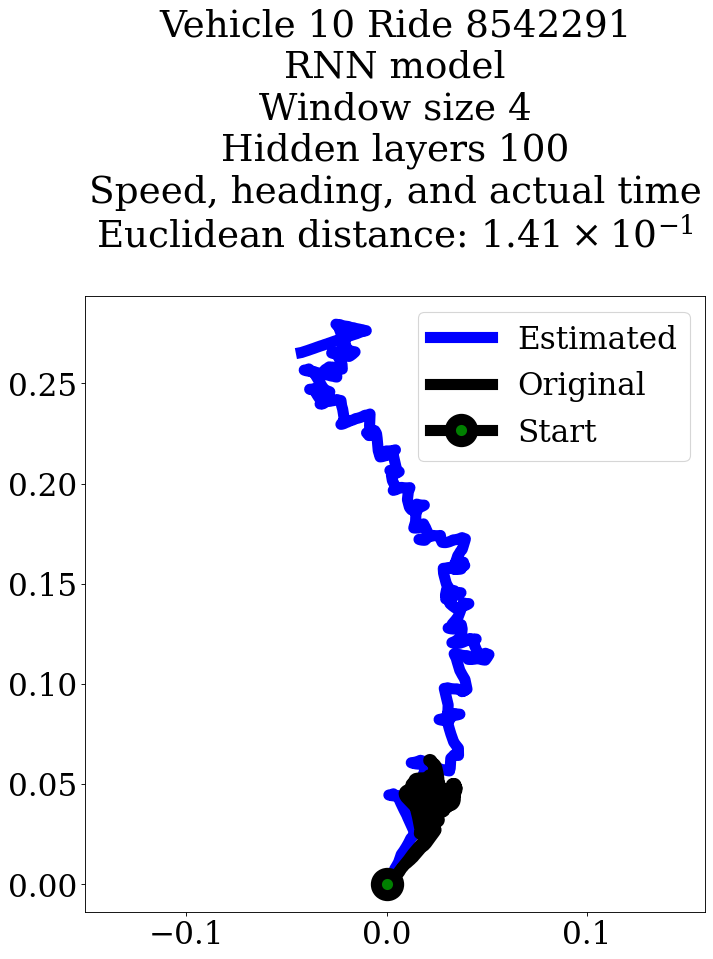 Vehicle 10 Ride 8542291
RNN model
Window size 4
Hidden layers 100
Speed, heading, and actual time
Euclidean distance: 1.41 × 10⁻¹
Estimated
Original
Start
0.25
0.20
0.15
0.10
0.05
0.00
−0.1 0.0 0.1